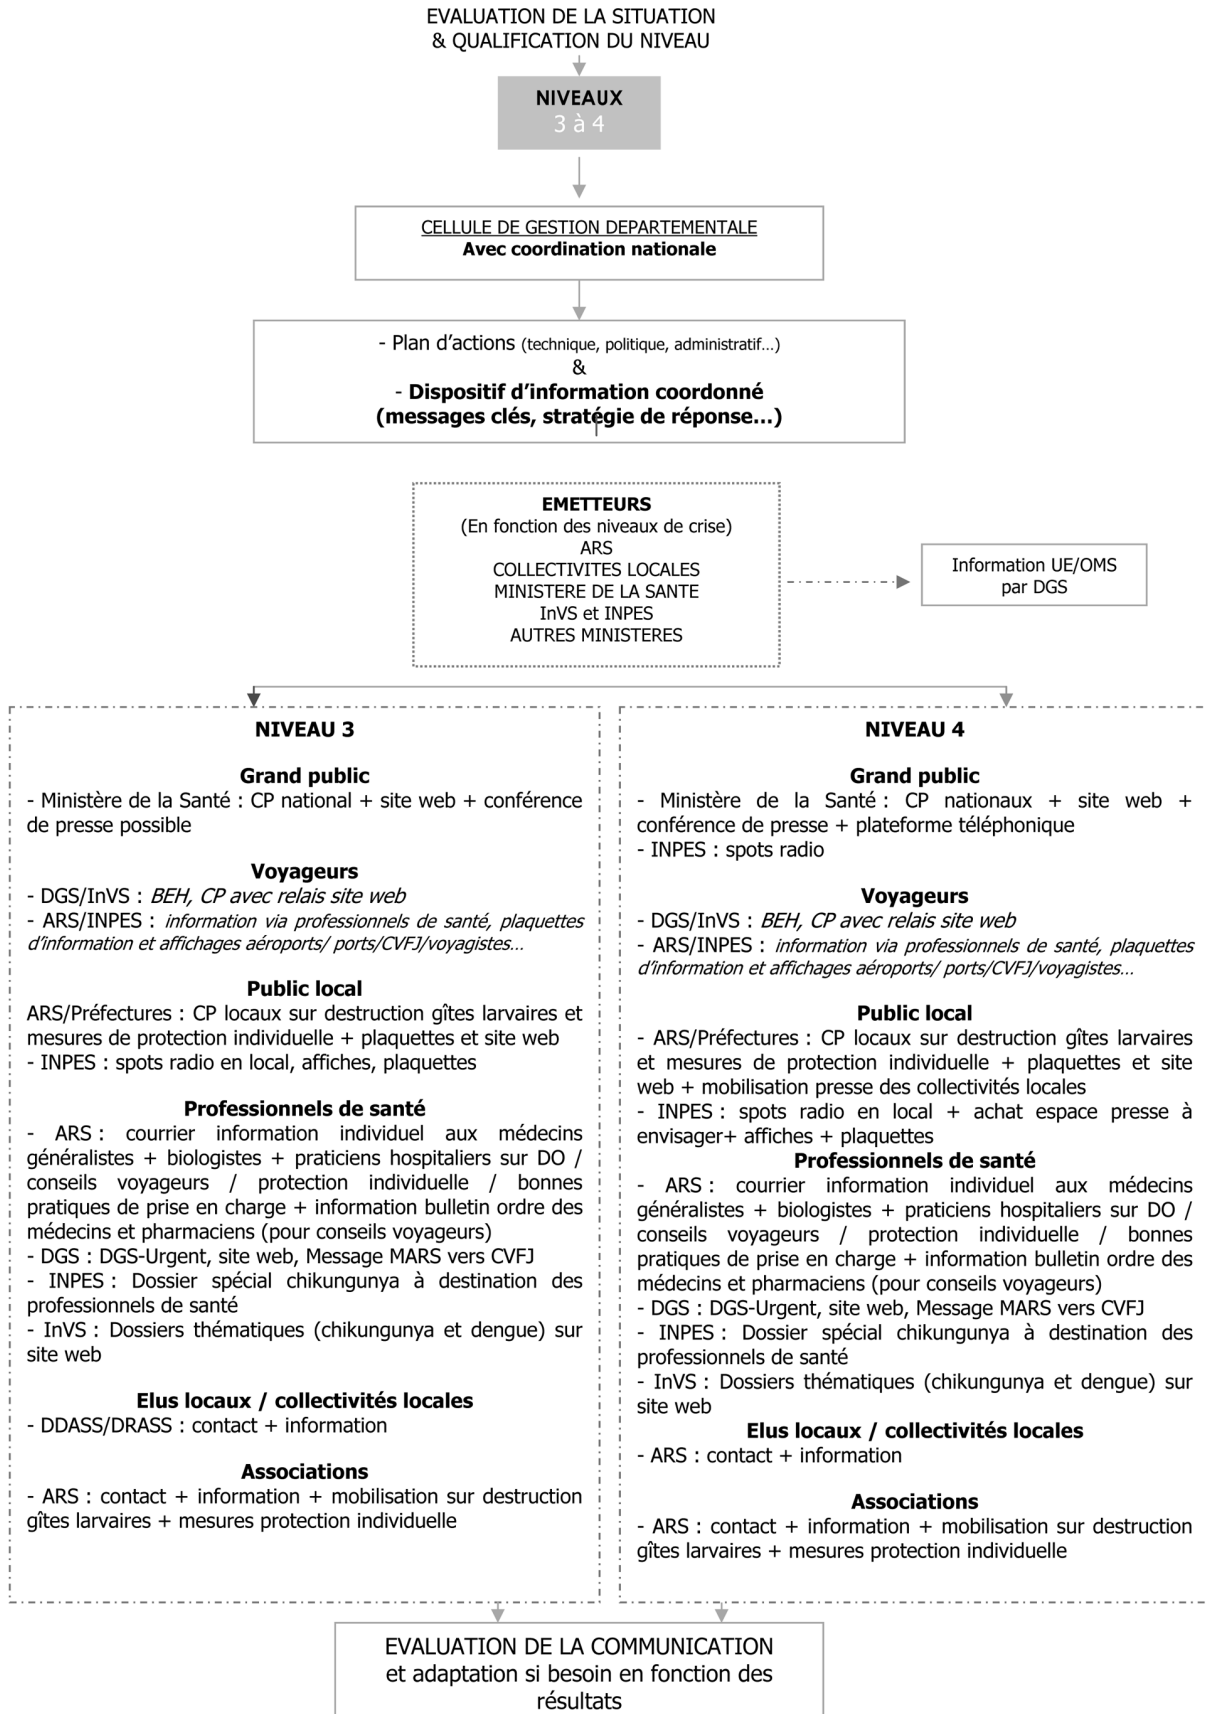 EVALUATION DE LA SITUATION
& QUALIFICATION DU NIVEAU
NIVEAUX
3 à 4
CELLULE DE GESTION DEPARTEMENTALE
Avec coordination nationale
- Plan d’actions (technique, politique, administratif…)
&
- Dispositif d’information coordonné
(messages clés, stratégie de réponse…)
EMETTEURS
(En fonction des niveaux de crise)
ARS
COLLECTIVITES LOCALES
MINISTERE DE LA SANTE
InVS et INPES
AUTRES MINISTERES
Information UE/OMS
par DGS
NIVEAU 3
Grand public
- Ministère de la Santé : CP national + site web + conférence
de presse possible
Voyageurs
- DGS/InVS : BEH, CP avec relais site web
- ARS/INPES : information via professionnels de santé, plaquettes
d’information et affichages aéroports/ ports/CVFJ/voyagistes…
Public local
ARS/Préfectures : CP locaux sur destruction gîtes larvaires et
mesures de protection individuelle + plaquettes et site web
- INPES : spots radio en local, affiches, plaquettes
Professionnels de santé
- ARS : courrier information individuel aux médecins
généralistes + biologistes + praticiens hospitaliers sur DO /
conseils voyageurs / protection individuelle / bonnes
pratiques de prise en charge + information bulletin ordre des
médecins et pharmaciens (pour conseils voyageurs)
- DGS : DGS-Urgent, site web, Message MARS vers CVFJ
- INPES : Dossier spécial chikungunya à destination des
professionnels de santé
- InVS : Dossiers thématiques (chikungunya et dengue) sur
site web
Elus locaux / collectivités locales
- DDASS/DRASS : contact + information
Associations
- ARS : contact + information + mobilisation sur destruction
gîtes larvaires + mesures protection individuelle
NIVEAU 4
Grand public
- Ministère de la Santé : CP nationaux + site web +
conférence de presse + plateforme téléphonique
- INPES : spots radio
Voyageurs
- DGS/InVS : BEH, CP avec relais site web
- ARS/INPES : information via professionnels de santé, plaquettes
d’information et affichages aéroports/ ports/CVFJ/voyagistes…
Public local
- ARS/Préfectures : CP locaux sur destruction gîtes larvaires
et mesures de protection individuelle + plaquettes et site
web + mobilisation presse des collectivités locales
- INPES : spots radio en local + achat espace presse à
envisager+ affiches + plaquettes
Professionnels de santé
- ARS : courrier information individuel aux médecins
généralistes + biologistes + praticiens hospitaliers sur DO /
conseils voyageurs / protection individuelle / bonnes
pratiques de prise en charge + information bulletin ordre des
médecins et pharmaciens (pour conseils voyageurs)
- DGS : DGS-Urgent, site web, Message MARS vers CVFJ
- INPES : Dossier spécial chikungunya à destination des
professionnels de santé
- InVS : Dossiers thématiques (chikungunya et dengue) sur
site web
Elus locaux / collectivités locales
- ARS : contact + information
Associations
- ARS : contact + information + mobilisation sur destruction
gîtes larvaires + mesures protection individuelle
EVALUATION DE LA COMMUNICATION
et adaptation si besoin en fonction des
résultats